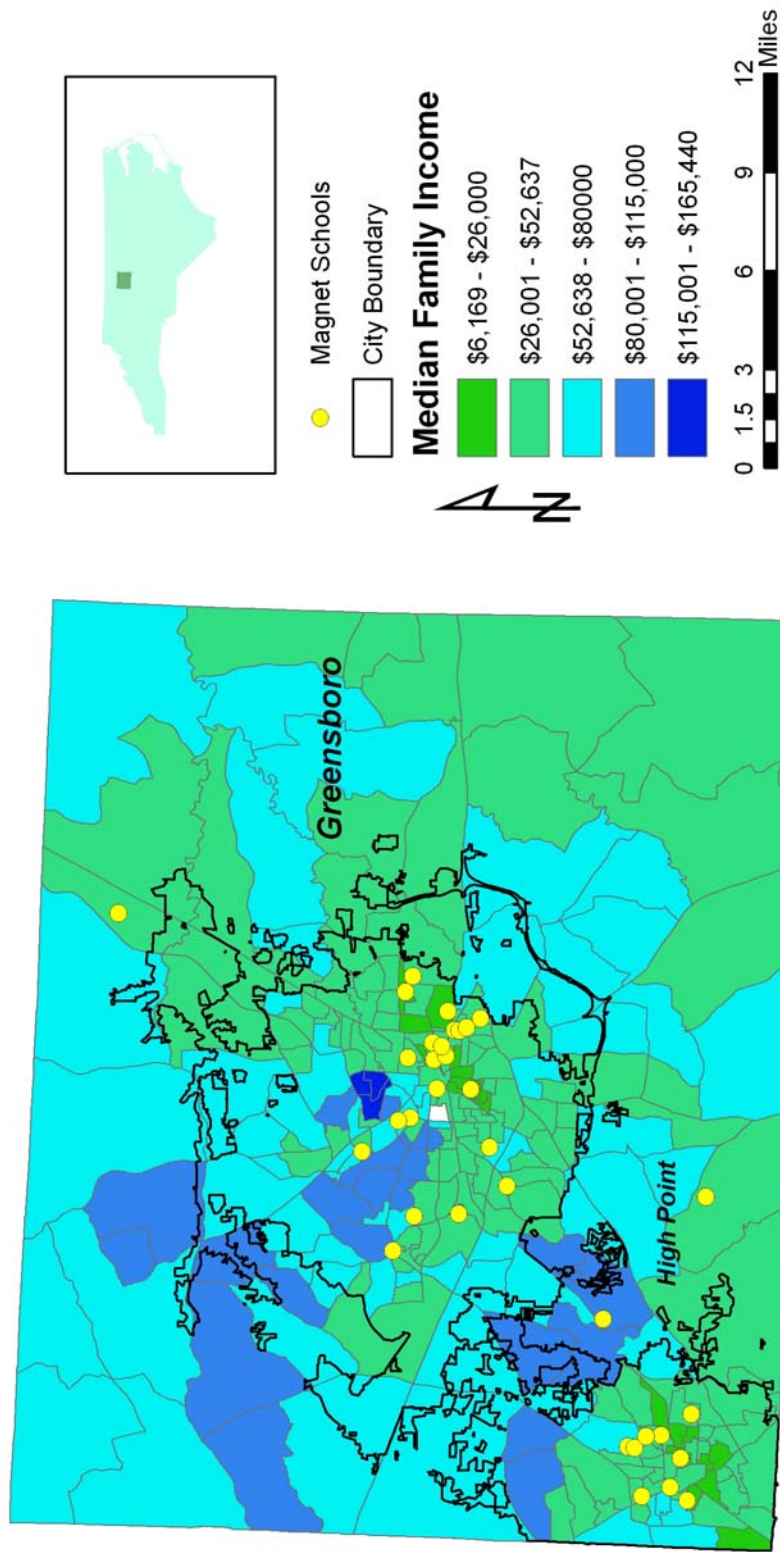 Greensboro
High Point
Magnet Schools
City Boundary
Median Family Income
$6,169 - $26,000
$26,001 - $52,637
$52,638 - $80000
$80,001 - $115,000
$115,001 - $165,440
N
0 1.5 3 6 9 12
Miles